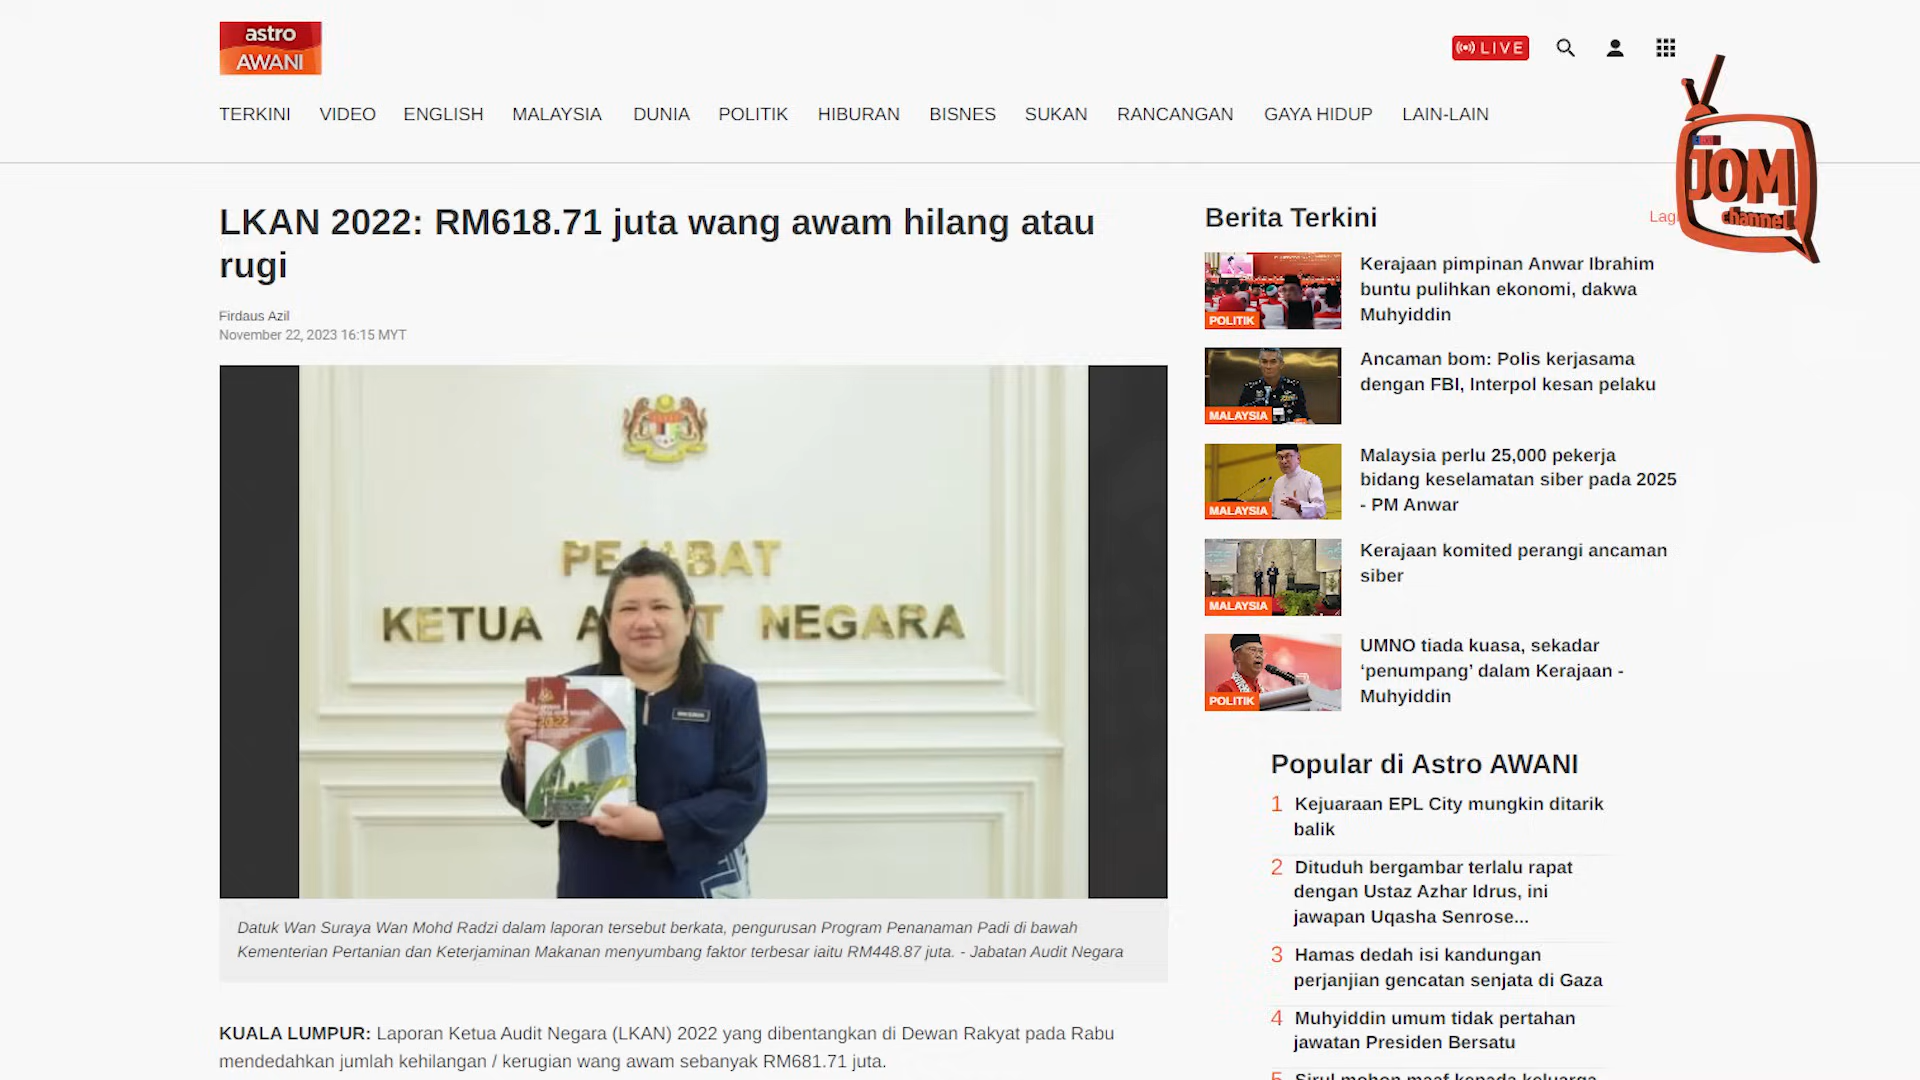 astro
AWANI
LIVE
TERKINI VIDEO ENGLISH MALAYSIA DUNIA POLITIK HIBURAN BISNES SUKAN RANCANGAN GAYA HIDUP LAIN-LAIN
JOM
channel
LKAN 2022: RM618.71 juta wang awam hilang atau
rugi
Firdaus Azil
November 22, 2023 16:15 MYT
PEJABAT
KETUA NEGARA
2022
Datuk Wan Suraya Wan Mohd Radzi dalam laporan tersebut berkata, pengurusan Program Penanaman Padi di bawah
Kementerian Pertanian dan Keterjaminan Makanan menyumbang faktor terbesar iaitu RM448.87 juta. - Jabatan Audit Negara
KUALA LUMPUR: Laporan Ketua Audit Negara (LKAN) 2022 yang dibentangkan di Dewan Rakyat pada Rabu
mendedahkan jumlah kehilangan / kerugian wang awam sebanyak RM681.71 juta.
Berita Terkini
POLITIK
Kerajaan pimpinan Anwar Ibrahim
buntu pulihkan ekonomi, dakwa
Muhyiddin
MALAYSIA
Ancaman bom: Polis kerjasama
dengan FBI, Interpol kesan pelaku
MALAYSIA
Malaysia perlu 25,000 pekerja
bidang keselamatan siber pada 2025
- PM Anwar
MALAYSIA
Kerajaan komited perangi ancaman
siber
POLITIK
UMNO tiada kuasa, sekadar
‘penumpang’ dalam Kerajaan -
Muhyiddin
Popular di Astro AWANI
1 Kejuaraan EPL City mungkin ditarik
balik
2 Dituduh bergambar terlalu rapat
dengan Ustaz Azhar Idrus, ini
jawapan Uqasha Senrose...
3 Hamas dedah isi kandungan
perjanjian gencatan senjata di Gaza
4 Muhyiddin umum tidak pertahan
jawatan Presiden Bersatu
5 Sirul mohon maaf kepada keluarga